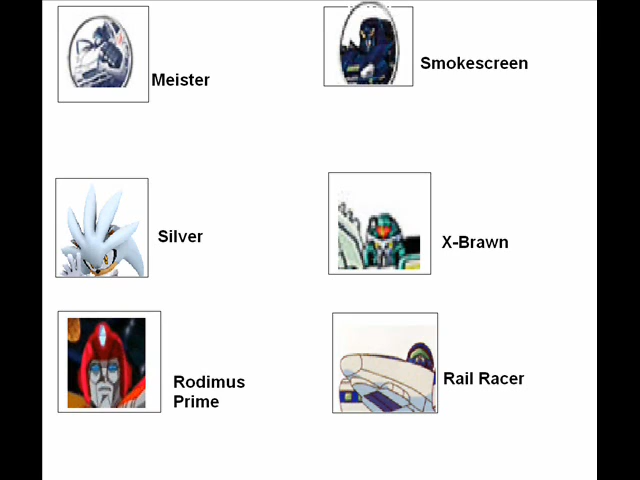 Meister
Smokescreen
Silver
X-Brawn
Rodimus
Prime
Rail Racer